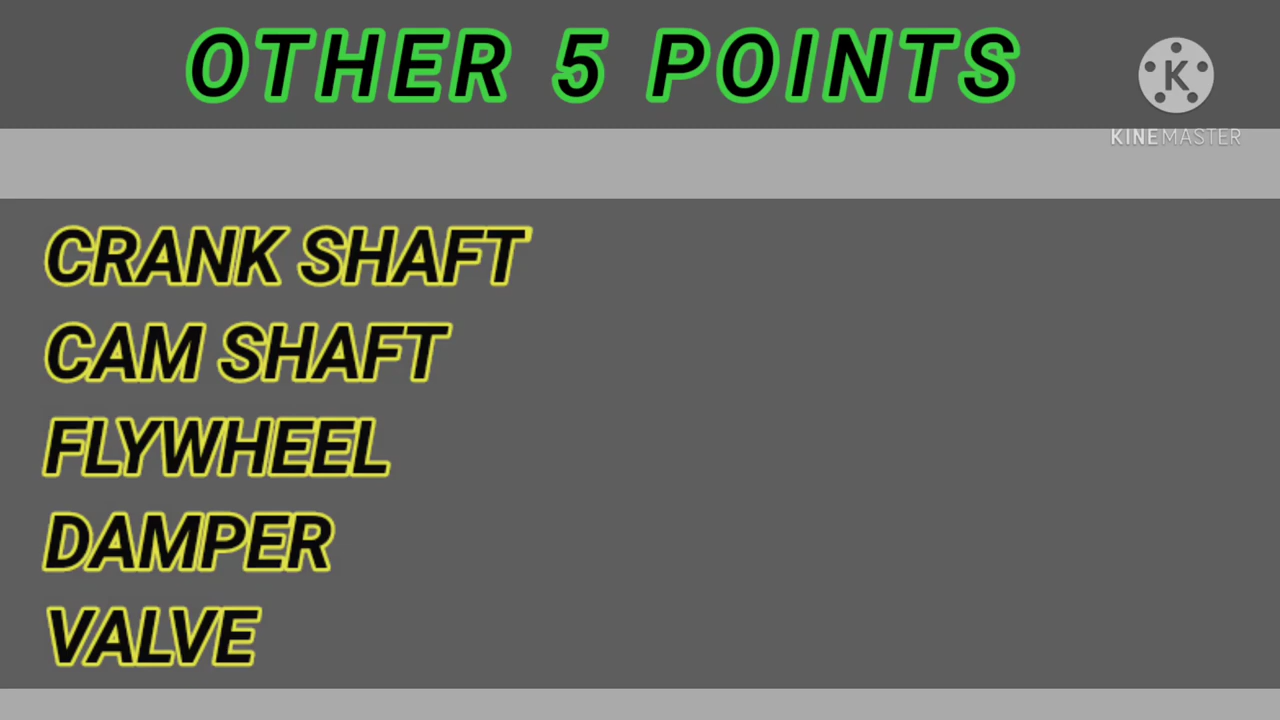 OTHER 5 POINTS
K
KINEMASTER
CRANK SHAFT
CAM SHAFT
FLYWHEEL
DAMPER
VALVE